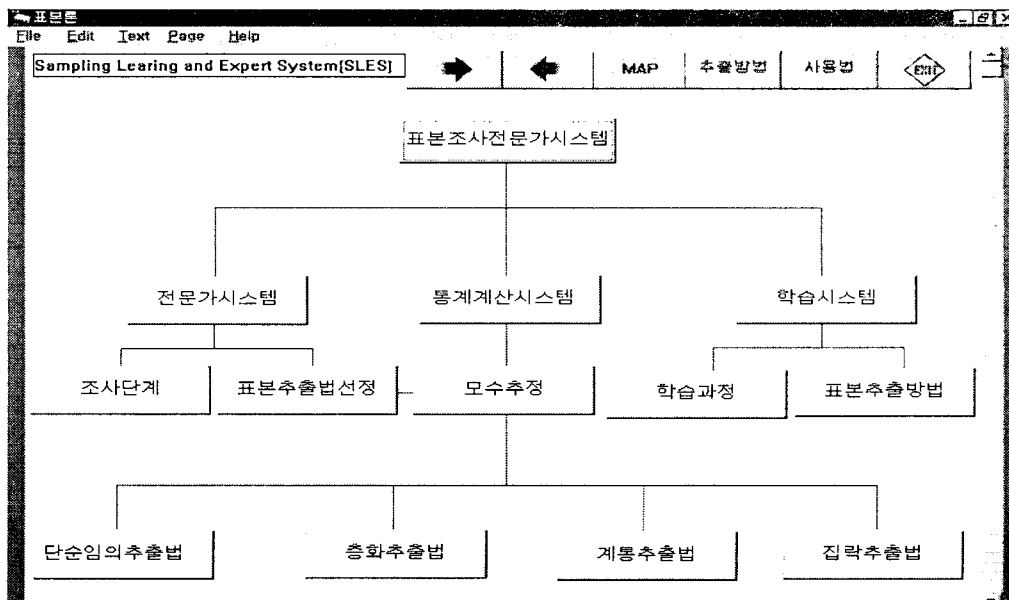 표본론
File Edit Text Page Help
Sampling Learing and Expert System[SLES] MAP 추출방법 사용법 EXIT
표본조사전문가시스템
전문가시스템 통계계산시스템 학습시스템
조사단계 표본추출법선정 모수추정 학습과정 표본추출방법
단순임의추출법 층화추출법 계통추출법 집락추출법